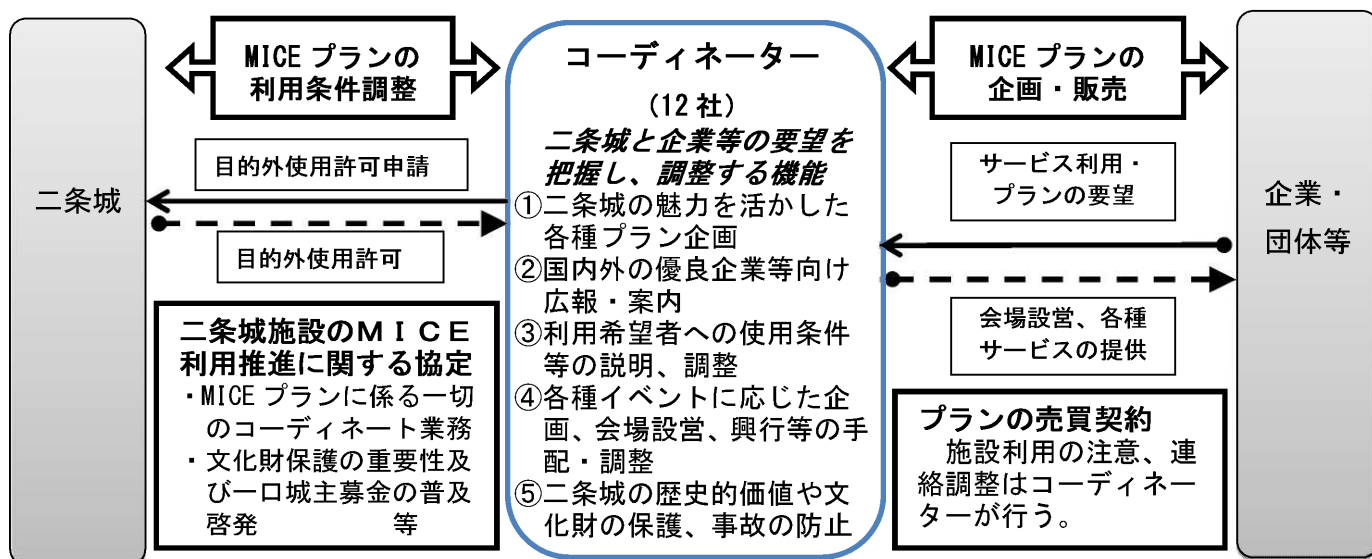 二条城
MICE プランの
利用条件調整
目的外使用許可申請
目的外使用許可
二条城施設のＭＩＣＥ
利用推進に関する協定
・MICE プランに係る一切
のコーディネート業務
・文化財保護の重要性及
び一口城主募金の普及
啓発　　　　等
コーディネーター
（12 社）
二条城と企業等の要望を
把握し、調整する機能
①二条城の魅力を活かした
各種プラン企画
②国内外の優良企業等向け
広報・案内
③利用希望者への使用条件
等の説明、調整
④各種イベントに応じた企
画、会場設営、興行等の手
配・調整
⑤二条城の歴史的価値や文
化財の保護、事故の防止
MICE プランの
企画・販売
サービス利用・
プランの要望
会場設営、各種
サービスの提供
プランの売買契約
施設利用の注意、連
絡調整はコーディネー
ターが行う。
企業・
団体等